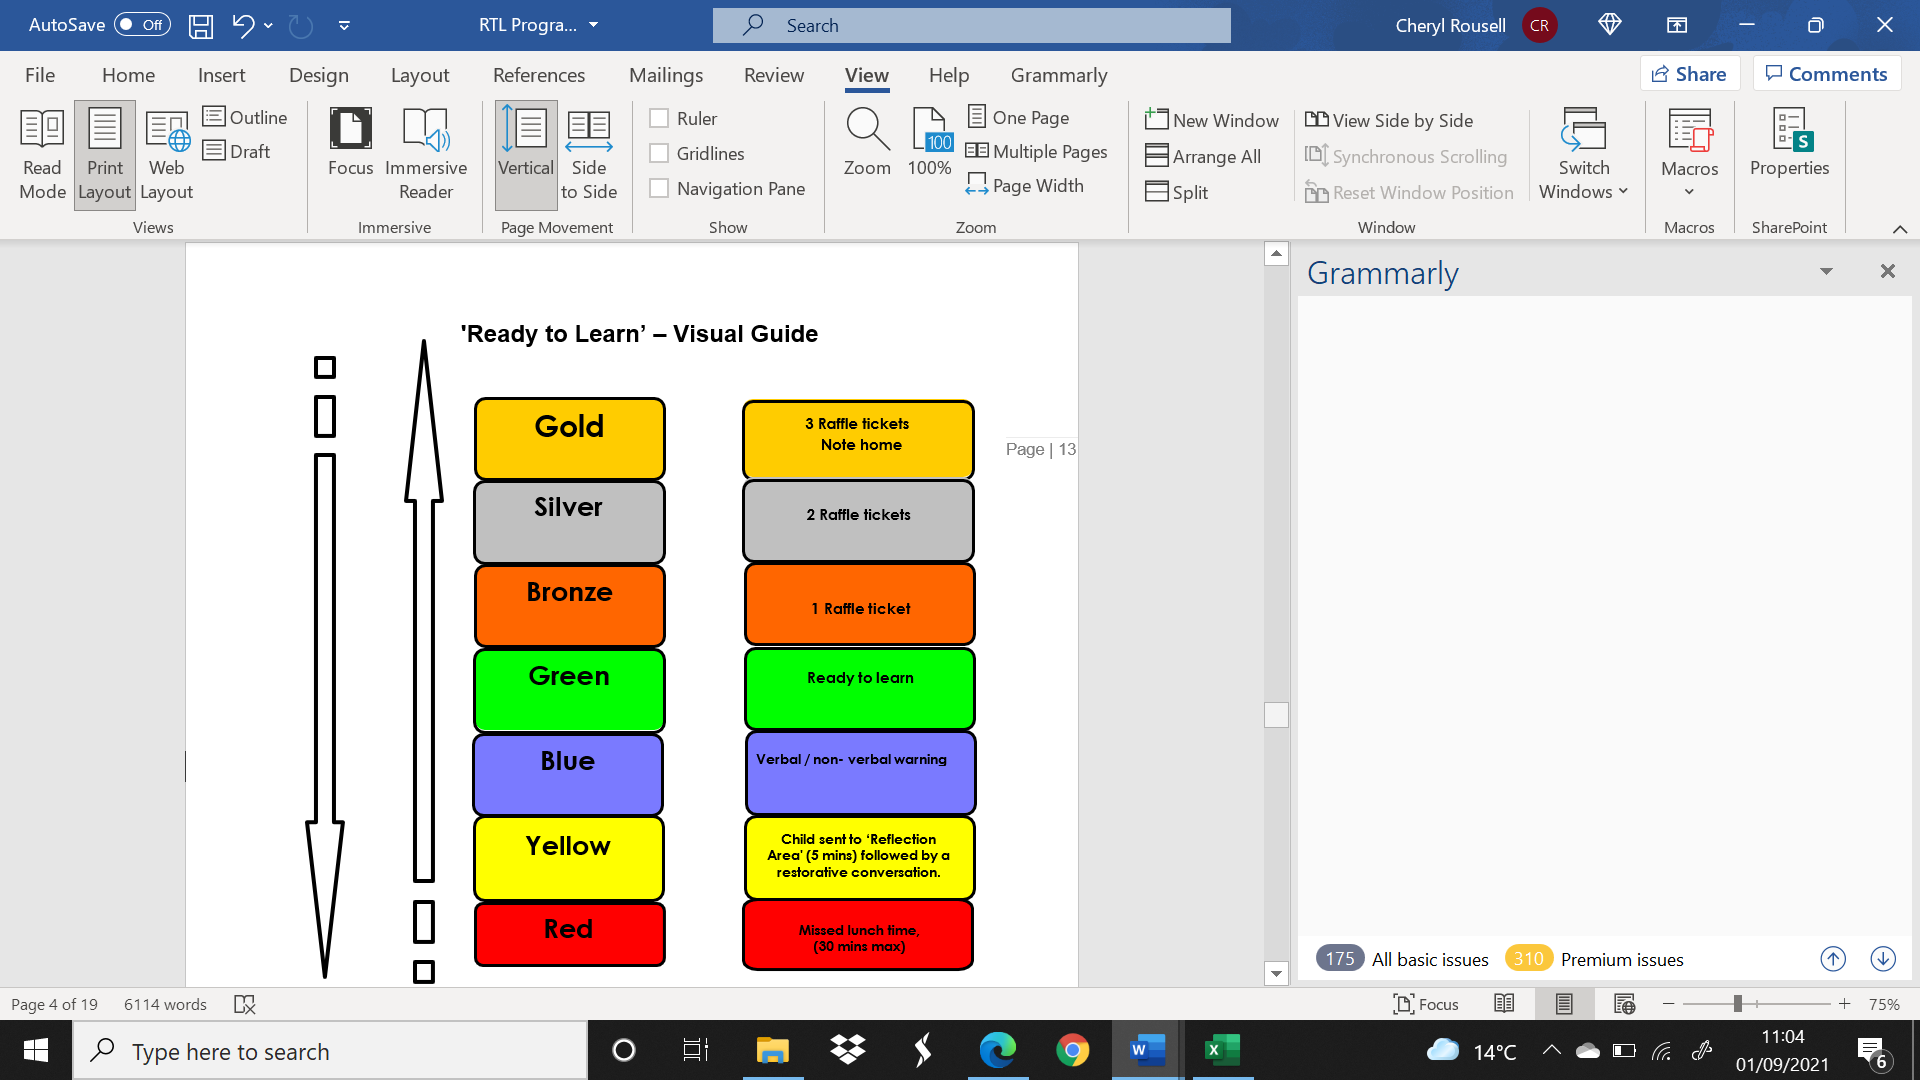 AutoSave Off RTL Progra... Search Cheryl Rousell CR
File Home Insert Design Layout References Mailings Review View Help Grammarly Share Comments
Read Mode
Print Layout
Web Layout
Outline
Draft
Views
Focus
Immersive Reader
Immersive
Vertical
Side to Side
Page Movement
Ruler
Gridlines
Navigation Pane
Show
Zoom
100
100%
One Page
Multiple Pages
Page Width
Zoom
New Window
Arrange All
Split
View Side by Side
Synchronous Scrolling
Reset Window Position
Switch Windows
Window
Macros
Macros
S
Properties
SharePoint
'Ready to Learn’ – Visual Guide
Gold
3 Raffle tickets
Note home
Page | 13
Silver
2 Raffle tickets
Bronze
1 Raffle ticket
Green
Ready to learn
Blue
Verbal / non- verbal warning
Yellow
Child sent to ‘Reflection
Area’ (5 mins) followed by a
restorative conversation.
Red
Missed lunch time,
(30 mins max)
Grammarly
175 All basic issues 310 Premium issues
Page 4 of 19 6114 words Focus 75%
Type here to search
W
X
14°C
11:04
01/09/2021
6